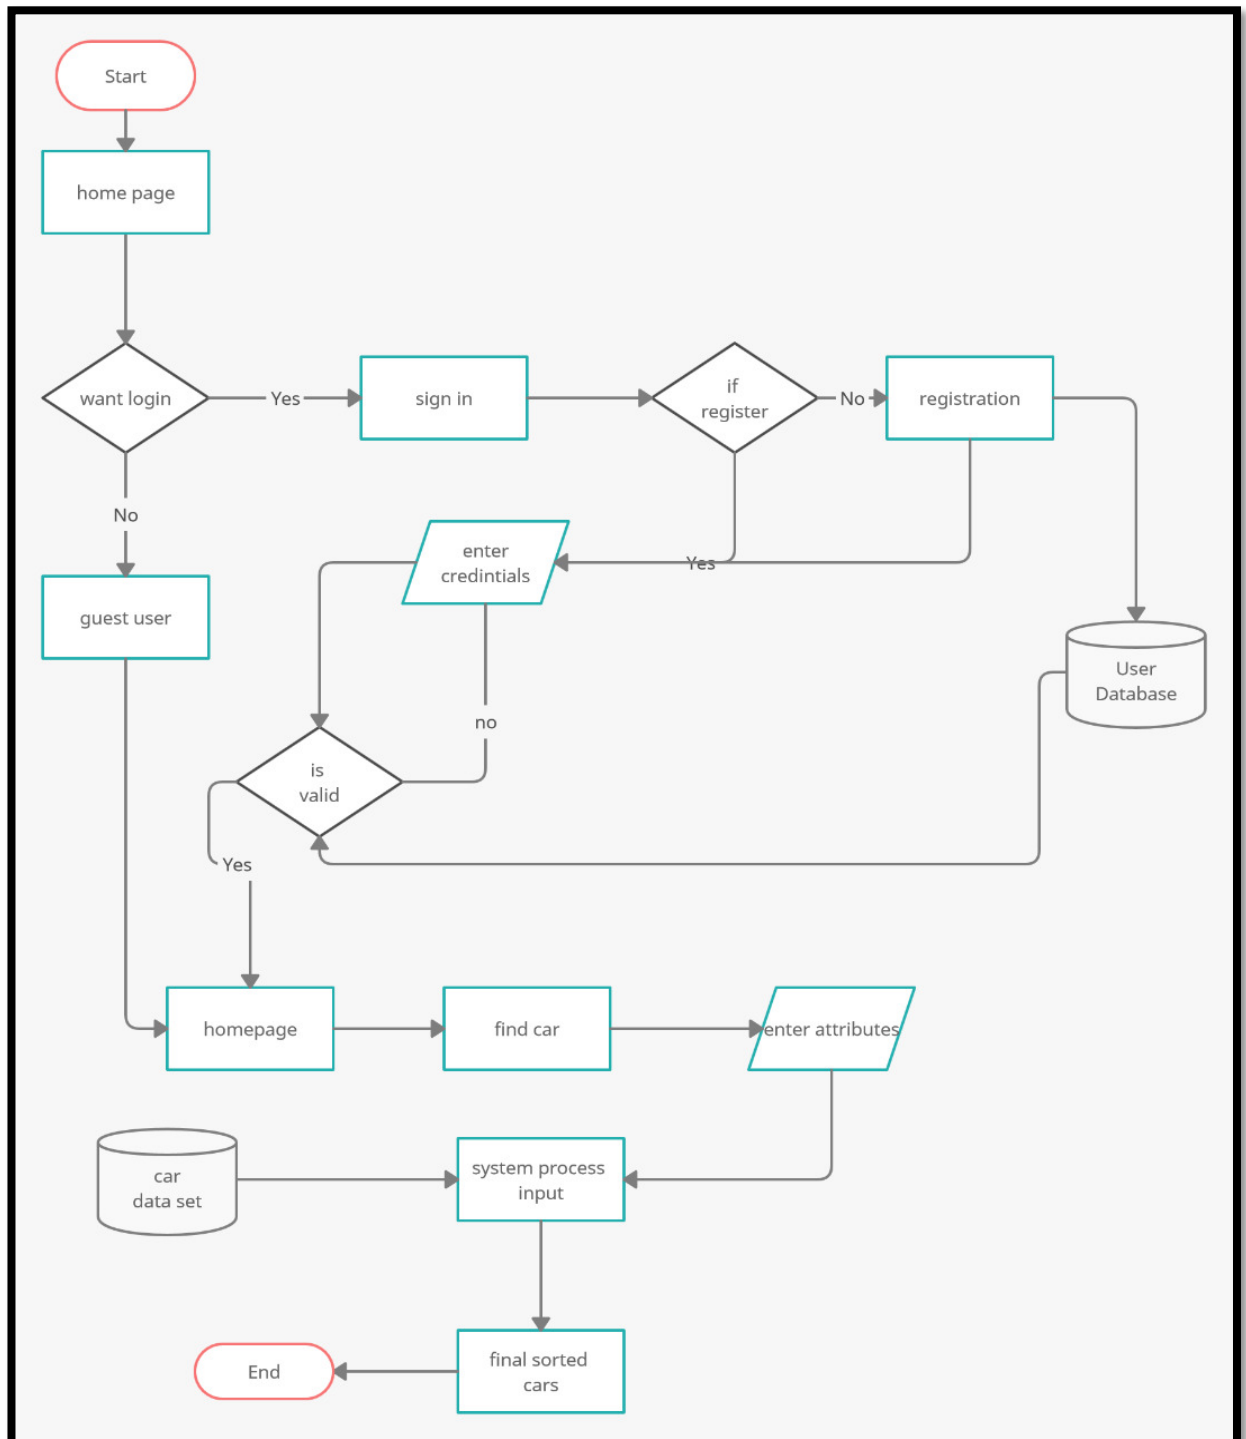 Start
home page
want login
Yes
sign in
if
register
No
registration
No
enter
credintials
Yes
guest user
User
Database
no
is
valid
Yes
homepage
find car
enter attributes
car
data set
system process
input
final sorted
cars
End